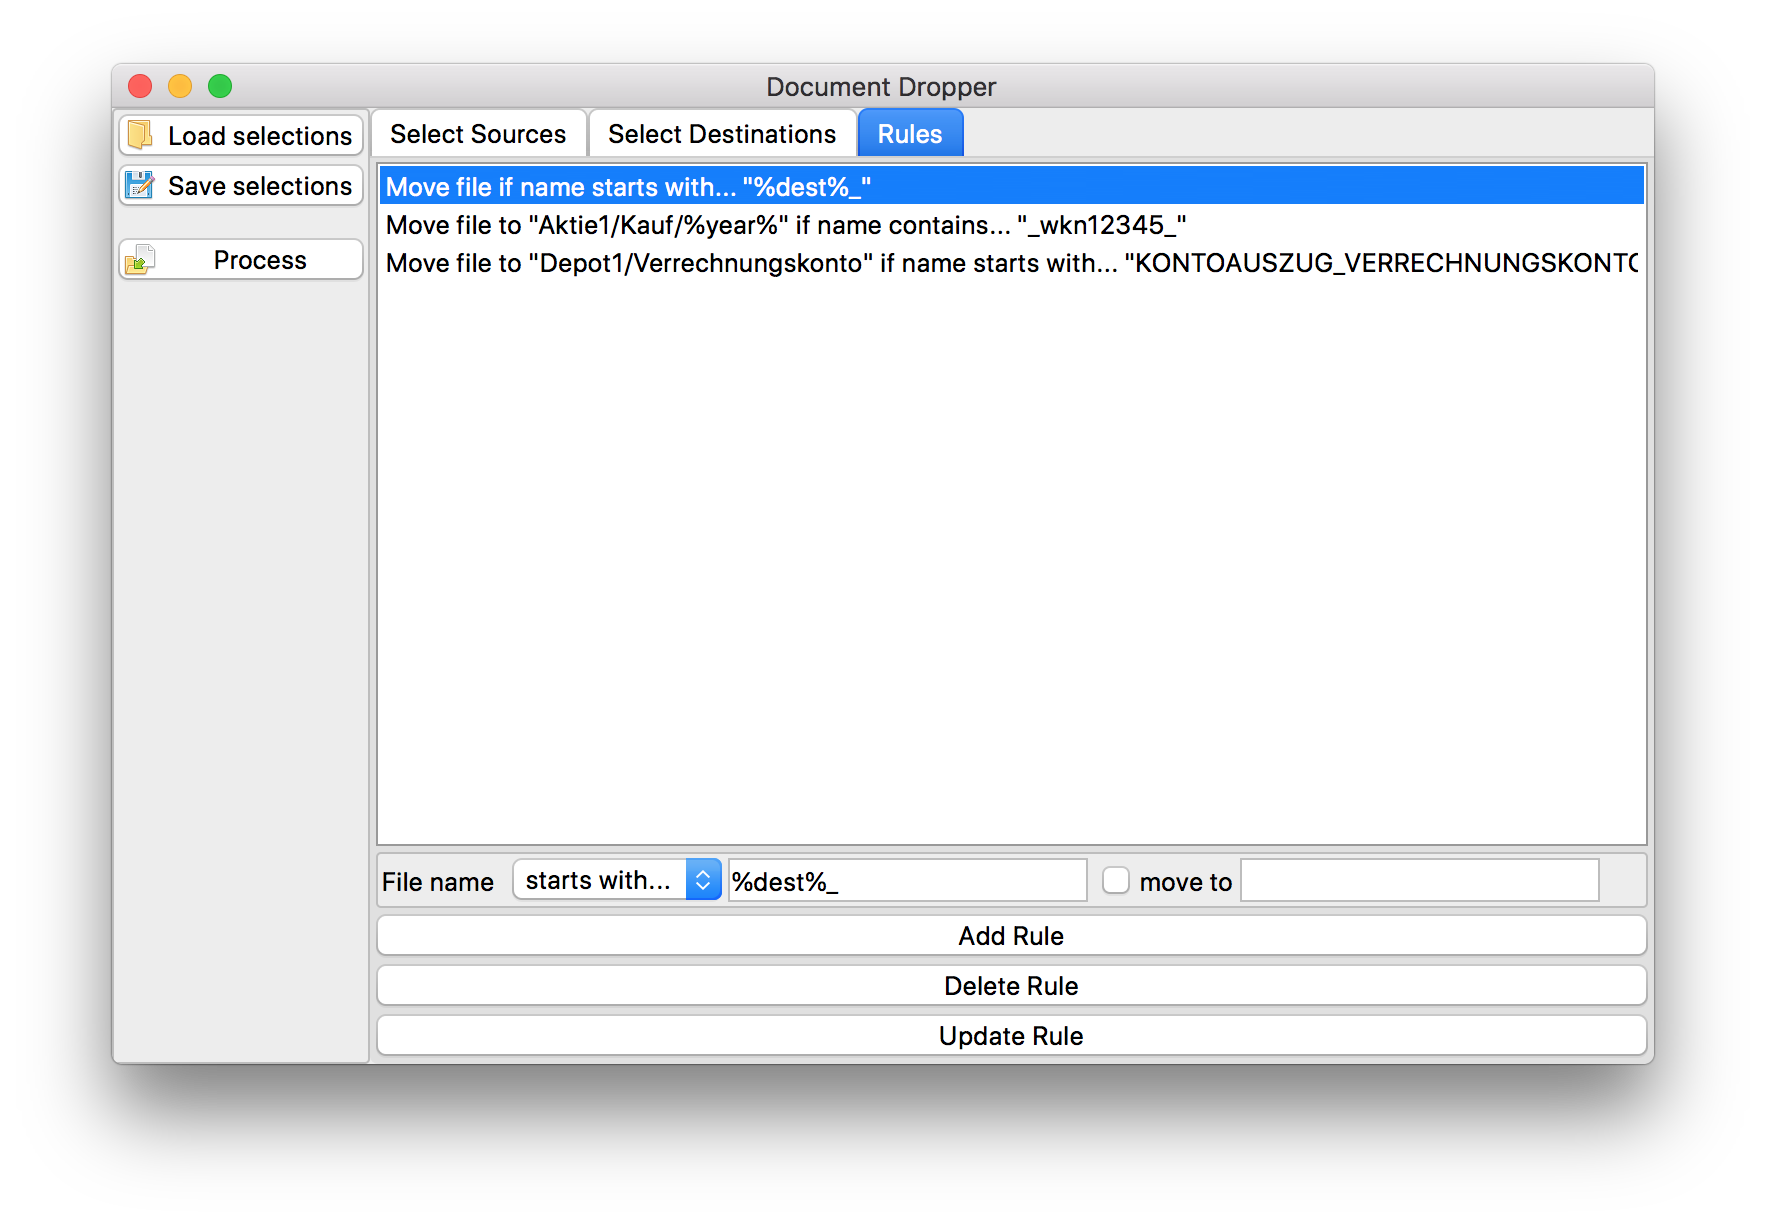 Document Dropper
Load selections
Save selections
Process
Select Sources
Select Destinations
Rules
Move file if name starts with... "%dest%_"
Move file to "Aktie1/Kauf/%year%" if name contains... "_wkn12345_"
Move file to "Depot1/Verrechnungskonto" if name starts with... "KONTOAUSZUG_VERRECHNUNGSKONTO
File name
starts with...
%dest%_
move to
Add Rule
Delete Rule
Update Rule